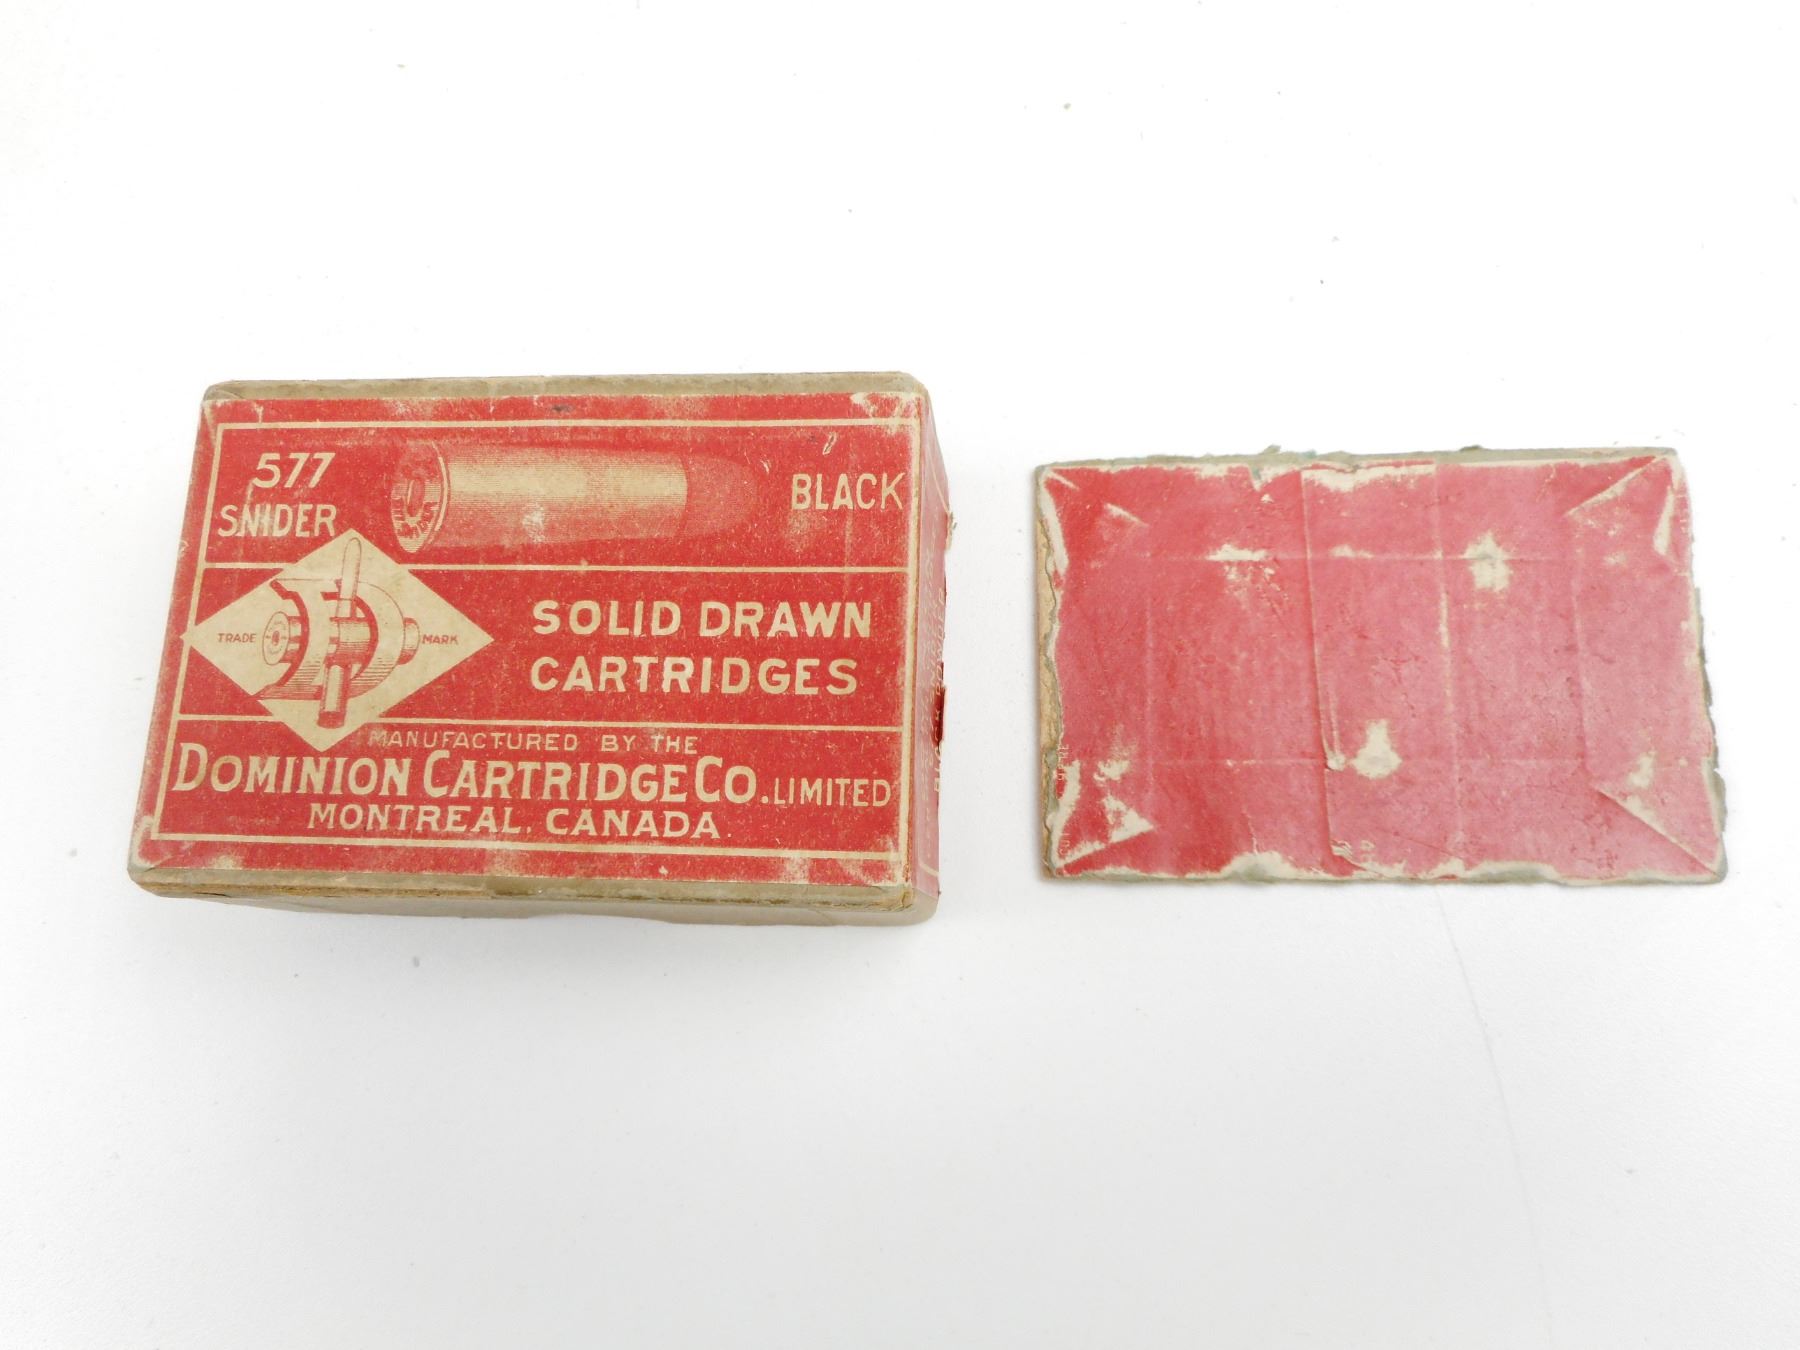 577
SNIDER
BLACK
TRADE MARK
SOLID DRAWN
CARTRIDGES
MANUFACTURED BY THE
DOMINION CARTRIDGE CO. LIMITED
MONTREAL, CANADA.